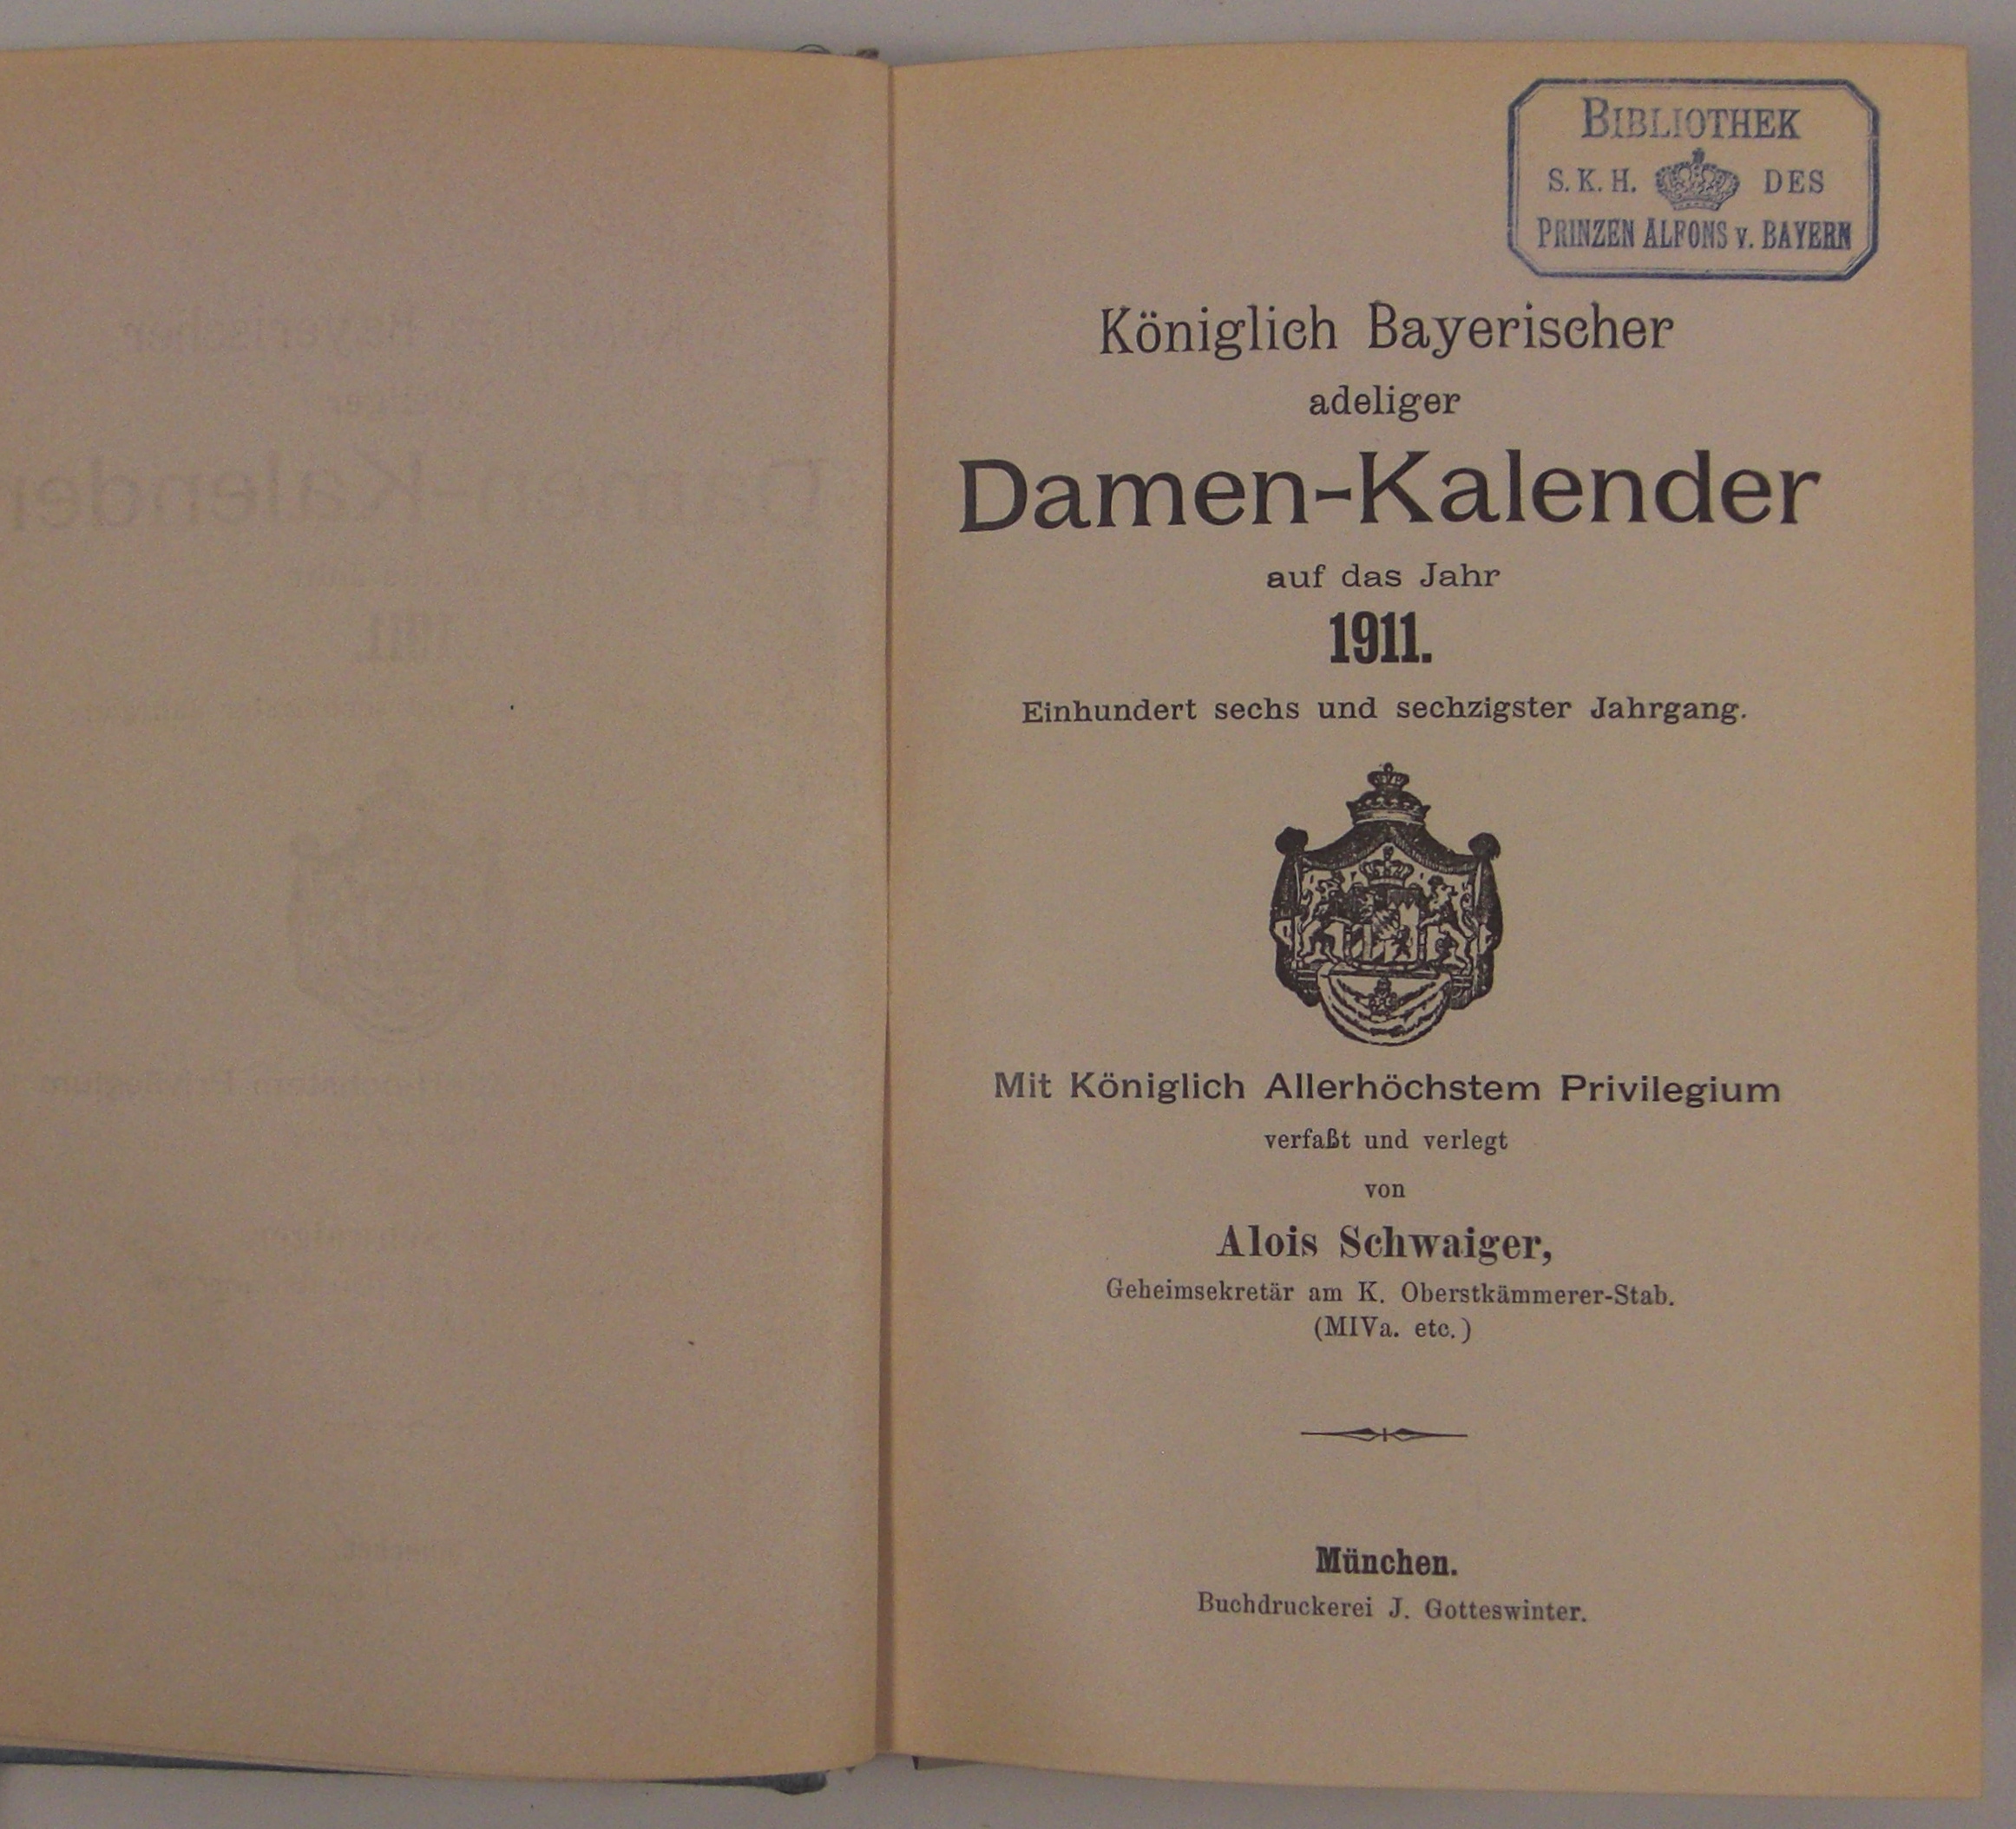 BIBLIOTHEK
S. K. H. DES
PRINZEN ALFONS v. BAYERN
Königlich Bayerischer
adeliger
Damen-Kalender
auf das Jahr
1911.
Einhundert sechs und sechzigster Jahrgang.
Mit Königlich Allerhöchstem Privilegium
verfaßt und verlegt
von
Alois Schwaiger,
Geheimsekretär am K. Oberstkämmerer-Stab.
(MIVa. etc.)
München.
Buchdruckerei J. Gotteswinter.